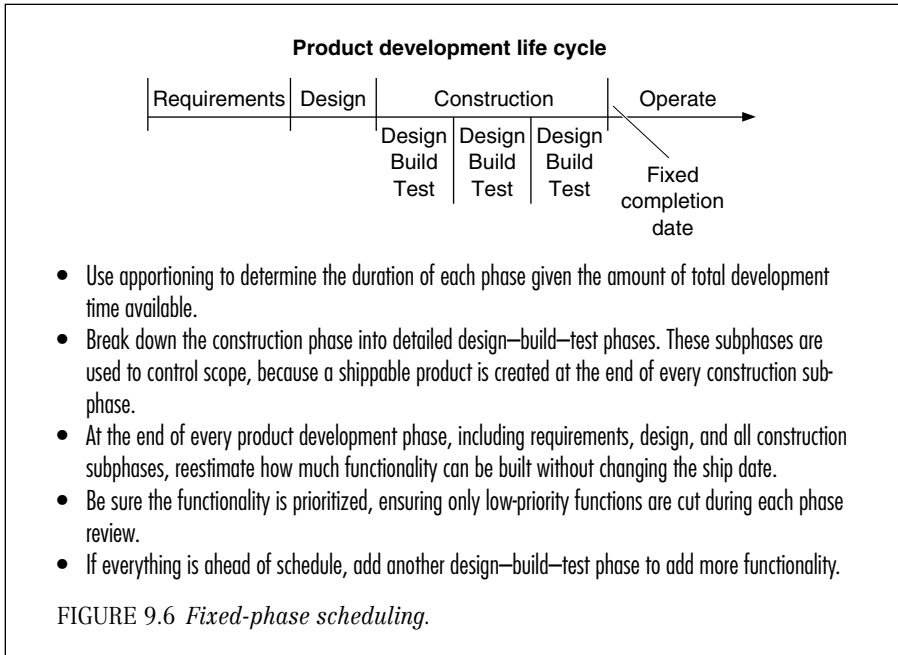 Product development life cycle
Requirements Design Construction Operate
Design Design Design
Build Build Build
Test Test Test
Fixed
completion
date
• Use apportioning to determine the duration of each phase given the amount of total development
time available.
• Break down the construction phase into detailed design–build–test phases. These subphases are
used to control scope, because a shippable product is created at the end of every construction sub-
phase.
• At the end of every product development phase, including requirements, design, and all construction
subphases, reestimate how much functionality can be built without changing the ship date.
• Be sure the functionality is prioritized, ensuring only low-priority functions are cut during each phase
review.
• If everything is ahead of schedule, add another design–build–test phase to add more functionality.
FIGURE 9.6 Fixed-phase scheduling.